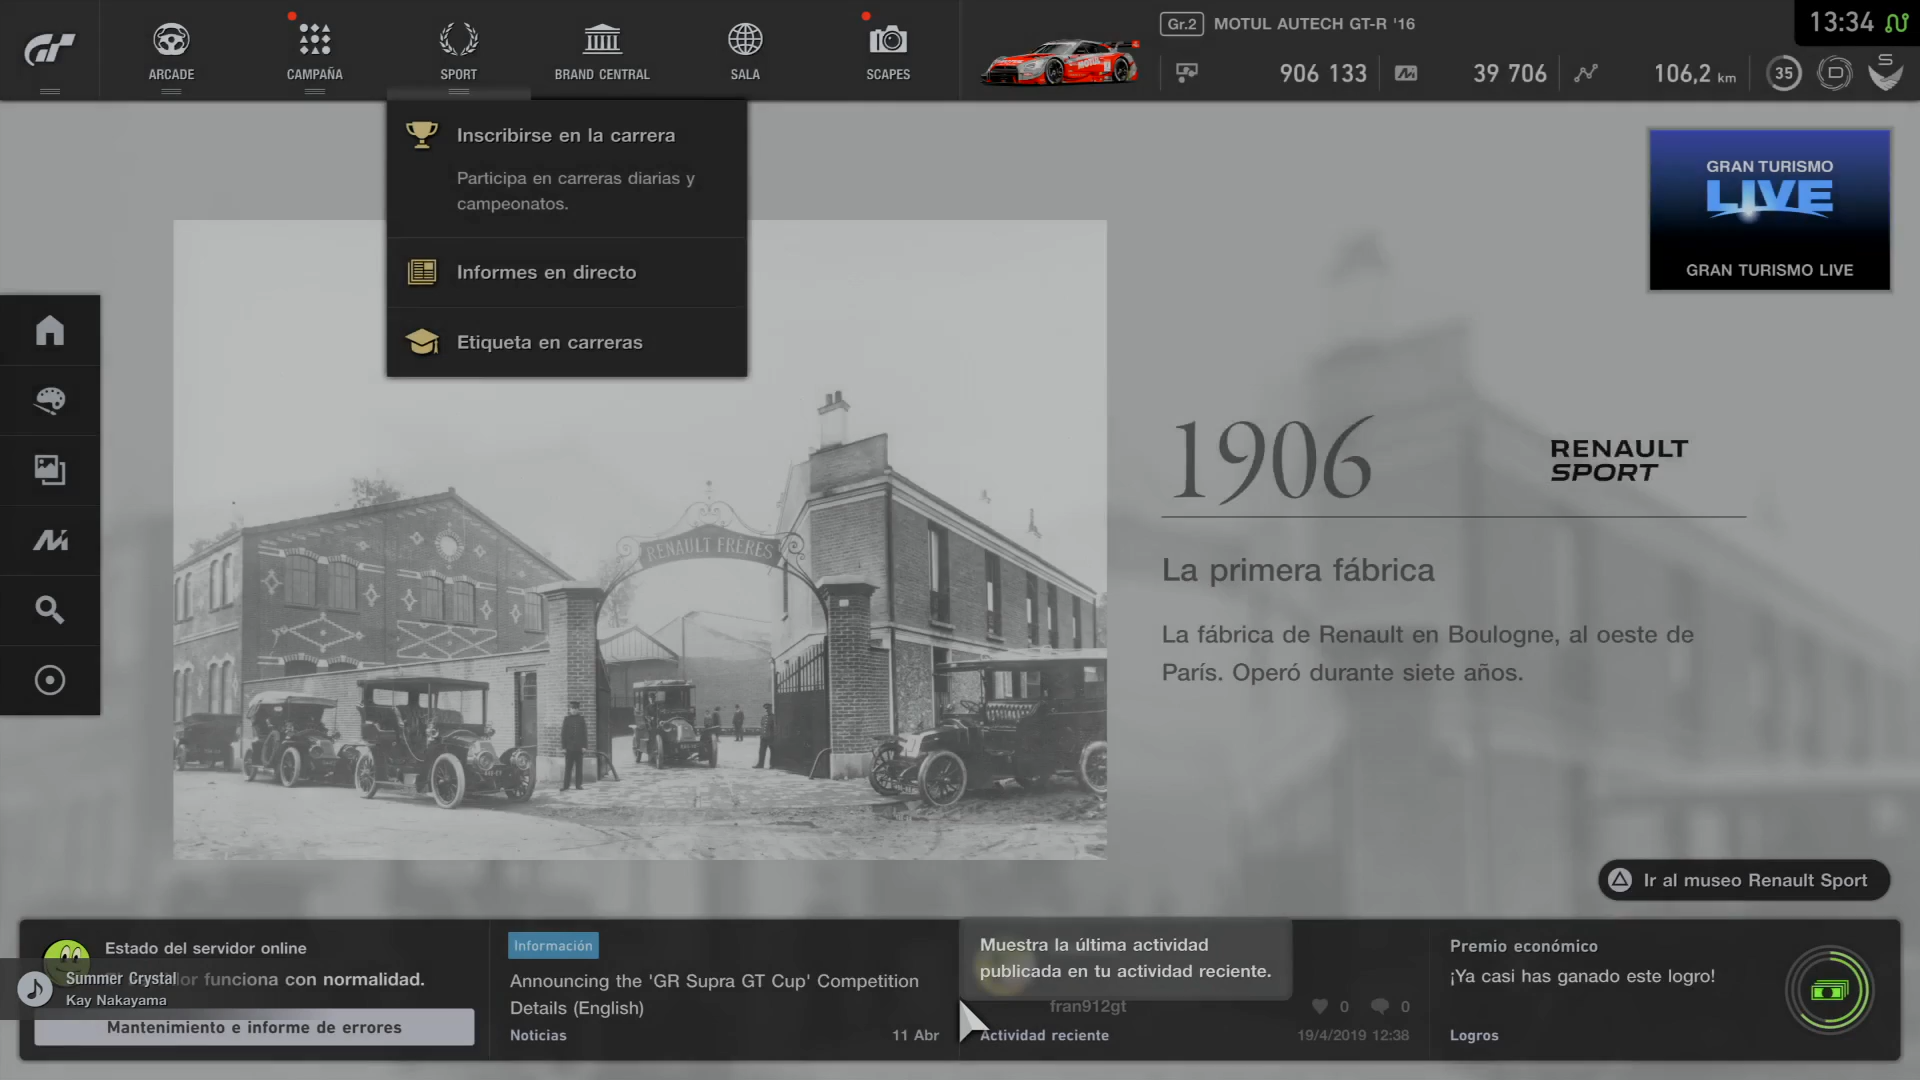 ARCADE
CAMPAÑA
SPORT
BRAND CENTRAL
SALA
SCAPES
Gr.2 MOTUL AUTECH GT-R '16
906 133
39 706
106,2 km
35
D
S
13:34
Inscribirse en la carrera
Participa en carreras diarias y
campeonatos.
Informes en directo
Etiqueta en carreras
GRAN TURISMO
LIVE
GRAN TURISMO LIVE
RENAULT FRÈRES
1906
RENAULT
SPORT
La primera fábrica
La fábrica de Renault en Boulogne, al oeste de
París. Operó durante siete años.
Ir al museo Renault Sport
Estado del servidor online
funciona con normalidad.
Summer Crystal
Kay Nakayama
Mantenimiento e informe de errores
Información
Announcing the 'GR Supra GT Cup' Competition
Details (English)
Noticias
11 Abr
Muestra la última actividad
publicada en tu actividad reciente.
fran912gt
0
0
Actividad reciente
19/4/2019 12:38
Premio económico
¡Ya casi has ganado este logro!
Logros